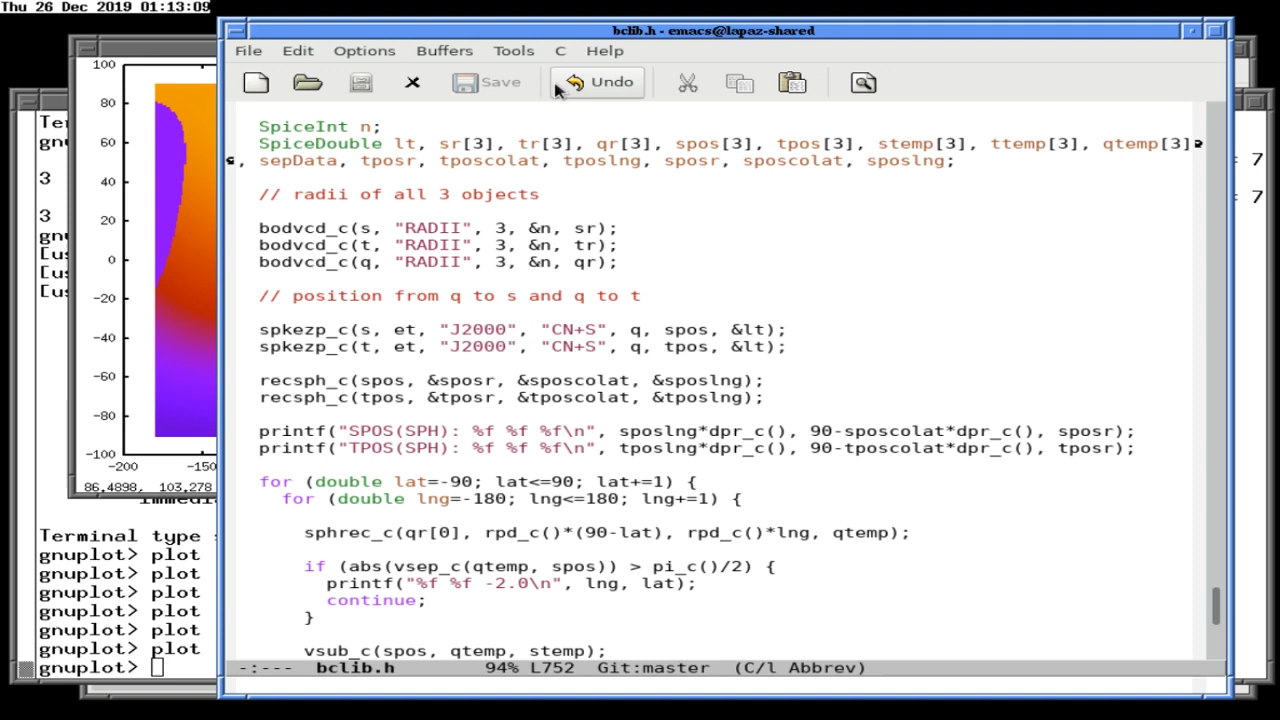 Thu 26 Dec 2019 01:13:09
bclib.h - emacs@lapaz-shared
File Edit Options Buffers Tools C Help
Save Undo
SpiceInt n;
SpiceDouble lt, sr[3], tr[3], qr[3], spos[3], tpos[3], stemp[3], ttemp[3], qtemp[3]
, sepData, tposr, tposcolat, tposlng, sposr, sposcolat, sposlng;
// radii of all 3 objects
bodvcd_c(s, "RADII", 3, &n, sr);
bodvcd_c(t, "RADII", 3, &n, tr);
bodvcd_c(q, "RADII", 3, &n, qr);
// position from q to s and q to t
spkezp_c(s, et, "J2000", "CN+S", q, spos, &lt);
spkezp_c(t, et, "J2000", "CN+S", q, tpos, &lt);
recsph_c(spos, &sposr, &sposcolat, &sposlng);
recsph_c(tpos, &tposr, &tposcolat, &tposlng);
printf("SPOS(SPH): %f %f %f\n", sposlng*dpr_c(), 90-sposcolat*dpr_c(), sposr);
printf("TPOS(SPH): %f %f %f\n", tposlng*dpr_c(), 90-tposcolat*dpr_c(), tposr);
for (double lat=-90; lat<=90; lat+=1) {
for (double lng=-180; lng<=180; lng+=1) {
sphrec_c(qr[0], rpd_c()*(90-lat), rpd_c()*lng, qtemp);
if (abs(vsep_c(qtemp, spos)) > pi_c()/2) {
printf("%f %f -2.0\n", lng, lat);
continue;
}
vsub_c(spos, qtemp, stemp);
-:--- bclib.h 94% L752 Git:master (C/l Abbrev)
100
80
60
40
20
0
-20
-40
-60
-80
-100
-200 -150
86.4898, 103.278
3
3
[us
[us
[us
Terminal type
gnuplot> plot
gnuplot> plot
gnuplot> plot
gnuplot> plot
gnuplot> plot
gnuplot> plot
gnuplot>
7
7